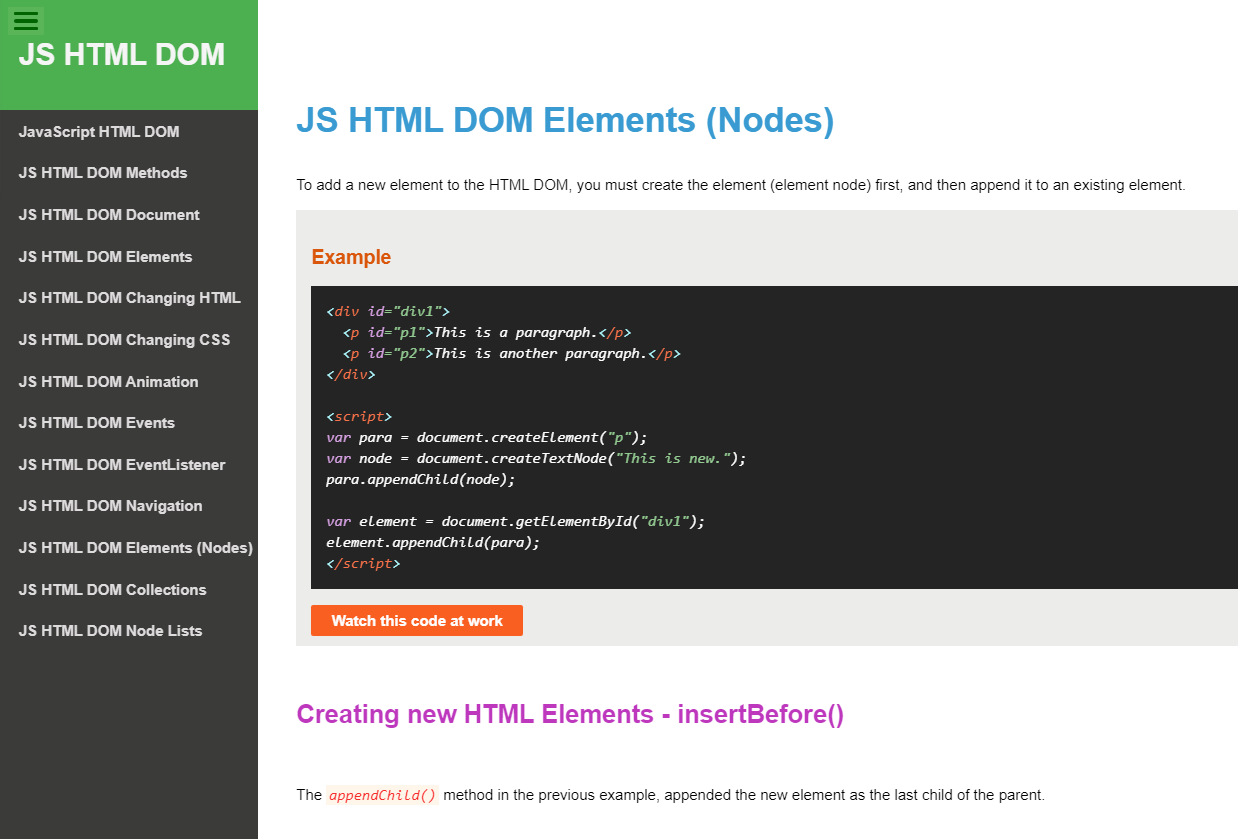 JS HTML DOM
JavaScript HTML DOM
JS HTML DOM Methods
JS HTML DOM Document
JS HTML DOM Elements
JS HTML DOM Changing HTML
JS HTML DOM Changing CSS
JS HTML DOM Animation
JS HTML DOM Events
JS HTML DOM EventListener
JS HTML DOM Navigation
JS HTML DOM Elements (Nodes)
JS HTML DOM Collections
JS HTML DOM Node Lists
JS HTML DOM Elements (Nodes)
To add a new element to the HTML DOM, you must create the element (element node) first, and then append it to an existing element.
Example
<div id="div1">
  <p id="p1">This is a paragraph.</p>
  <p id="p2">This is another paragraph.</p>
</div>
<script>
var para = document.createElement("p");
var node = document.createTextNode("This is new.");
para.appendChild(node);
var element = document.getElementById("div1");
element.appendChild(para);
</script>
Watch this code at work
Creating new HTML Elements - insertBefore()
The appendChild() method in the previous example, appended the new element as the last child of the parent.